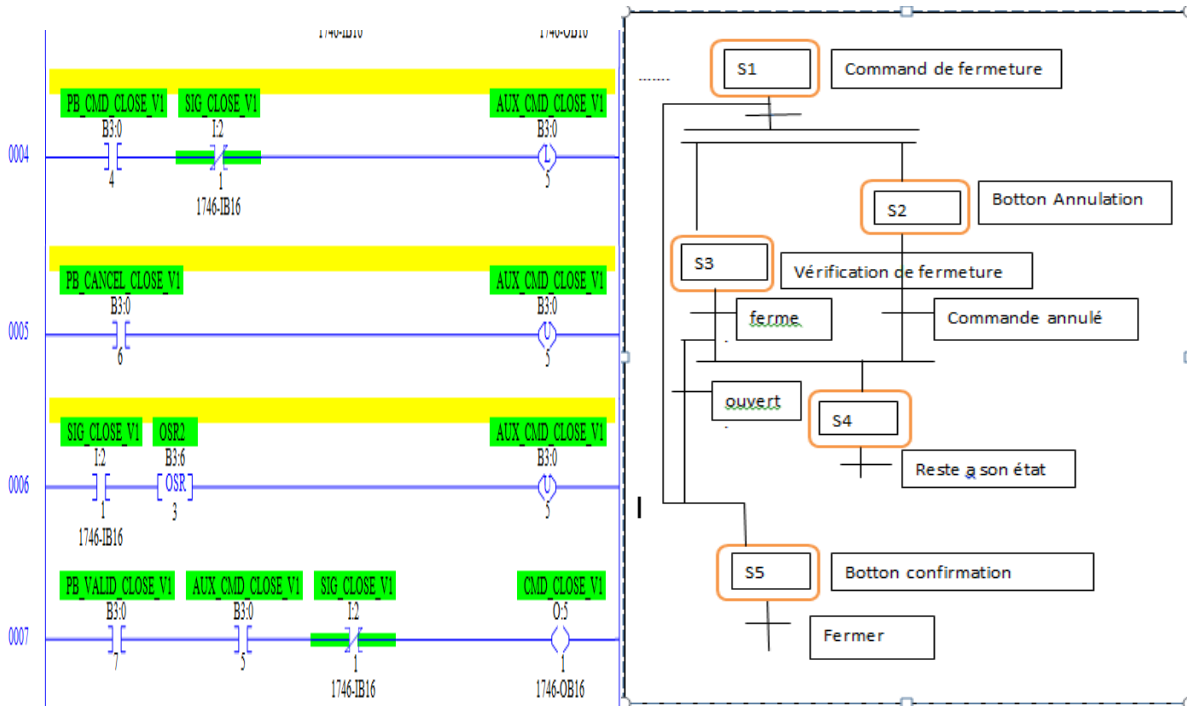 1746-IB16 1746-OB16
PB_CMD_CLOSE_V1 SIG_CLOSE_V1 AUX_CMD_CLOSE_V1
B3:0 I:2 B3:0
0004 L
4 1 5
1746-IB16
PB_CANCEL_CLOSE_V1 AUX_CMD_CLOSE_V1
B3:0 B3:0
0005 U
6 5
SIG_CLOSE_V1 OSR2 AUX_CMD_CLOSE_V1
I:2 B3:6 B3:0
0006 OSR U
1 3 5
1746-IB16
PB_VALID_CLOSE_V1 AUX_CMD_CLOSE_V1 SIG_CLOSE_V1 CMD_CLOSE_V1
B3:0 B3:0 I:2 O:5
0007
7 5 1 1
1746-IB16 1746-OB16
S1 Command de fermeture
S2 Botton Annulation
S3 Vérification de fermeture
ferme Commande annulé
ouvert
S4
Reste a son état
S5 Botton confirmation
Fermer